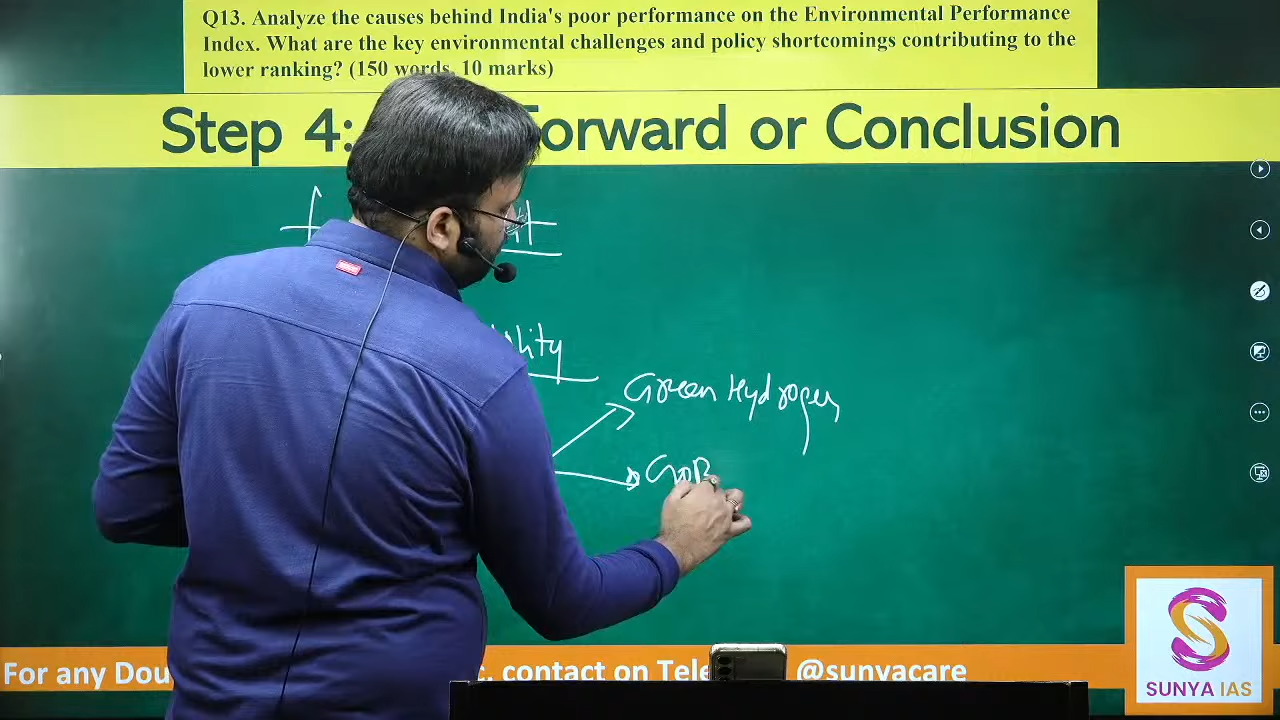 Q13. Analyze the causes behind India's poor performance on the Environmental Performance
Index. What are the key environmental challenges and policy shortcomings contributing to the
lower ranking? (150 words, 10 marks)
Step 4: Forward or Conclusion
Green Hydrogen
For any Dou c. contact on Tele @sunyacare
SUNYA IAS